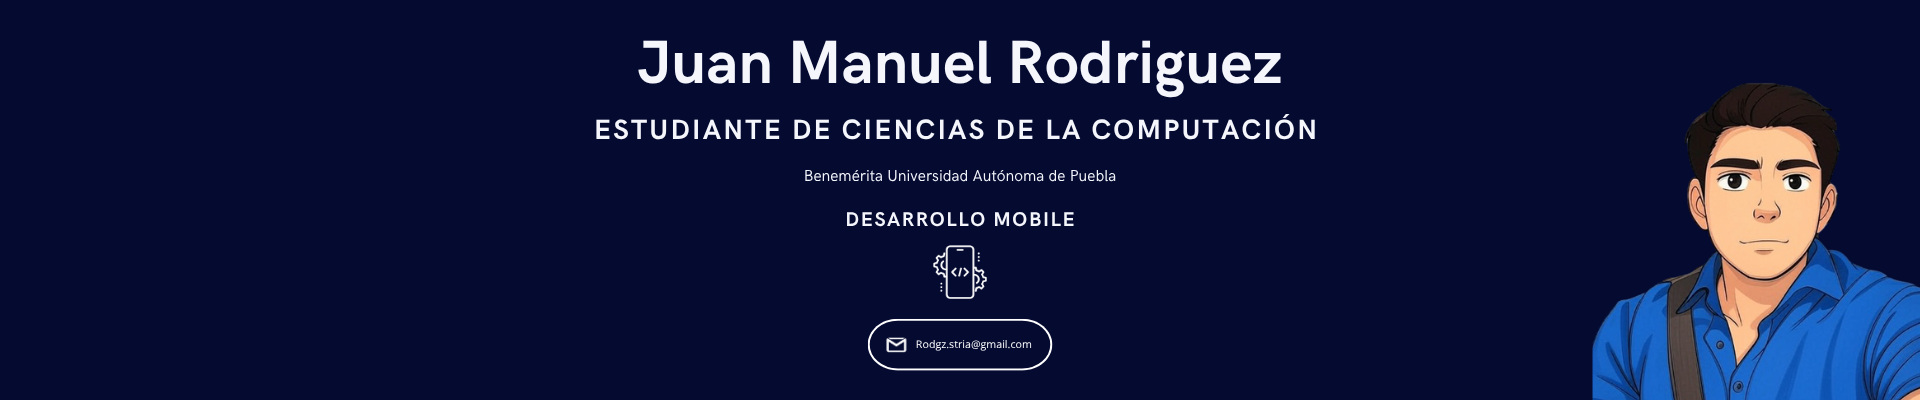 Juan Manuel Rodriguez
ESTUDIANTE DE CIENCIAS DE LA COMPUTACIÓN
Benemérita Universidad Autónoma de Puebla
DESARROLLO MOBILE
</>
Rodgz.stria@gmail.com